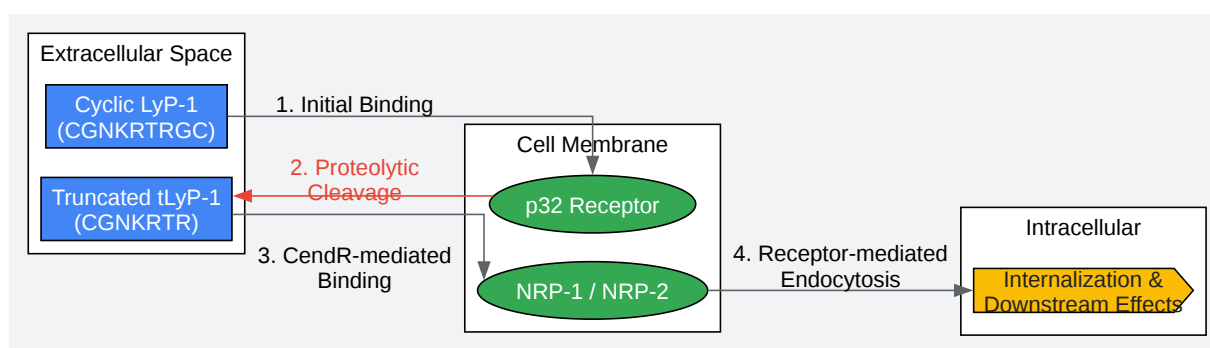 Extracellular Space
Cyclic LyP-1
(CGNKRTRGC)
1. Initial Binding
Cell Membrane
2. Proteolytic
Cleavage
Truncated tLyP-1
(CGNKRTR)
p32 Receptor
3. CendR-mediated
Binding
NRP-1 / NRP-2
4. Receptor-mediated
Endocytosis
Intracellular
Internalization &
Downstream Effects